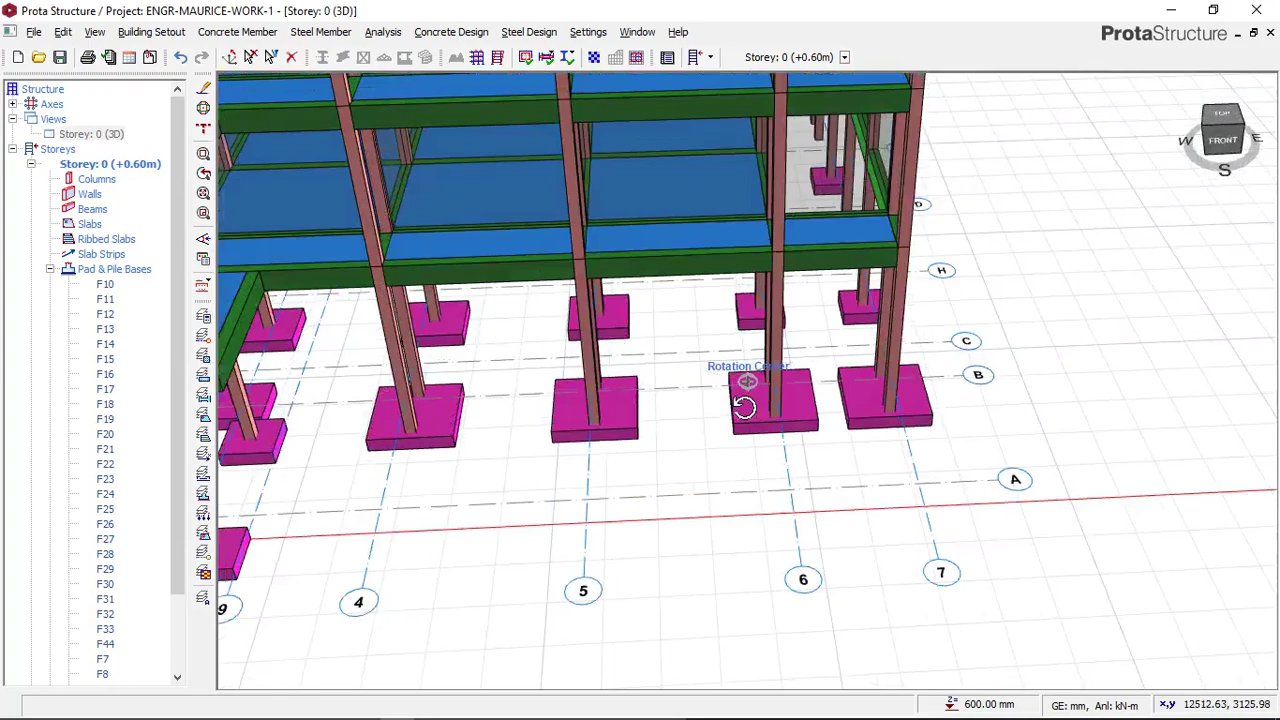 Prota Structure / Project: ENGR-MAURICE-WORK-1 - [Storey: 0 (3D)]
File Edit View Building Setout Concrete Member Steel Member Analysis Concrete Design Steel Design Settings Window Help
ProtaStructure
Storey: 0 (+0.60m)
Structure
Axes
Views
Storey: 0 (3D)
Storeys
Storey: 0 (+0.60m)
Columns
Walls
Beams
Slabs
Ribbed Slabs
Slab Strips
Pad & Pile Bases
F10
F11
F12
F13
F14
F15
F16
F17
F18
F19
F20
F21
F22
F23
F24
F25
F26
F27
F28
F29
F30
F31
F32
F33
F44
F7
F8
TOP
W FRONT E
S
D
H
C
Rotation Center
B
A
9 4 5 6 7
Z= 600.00 mm
GE: mm, Anl: kN-m
x,y 12512.63, 3125.98